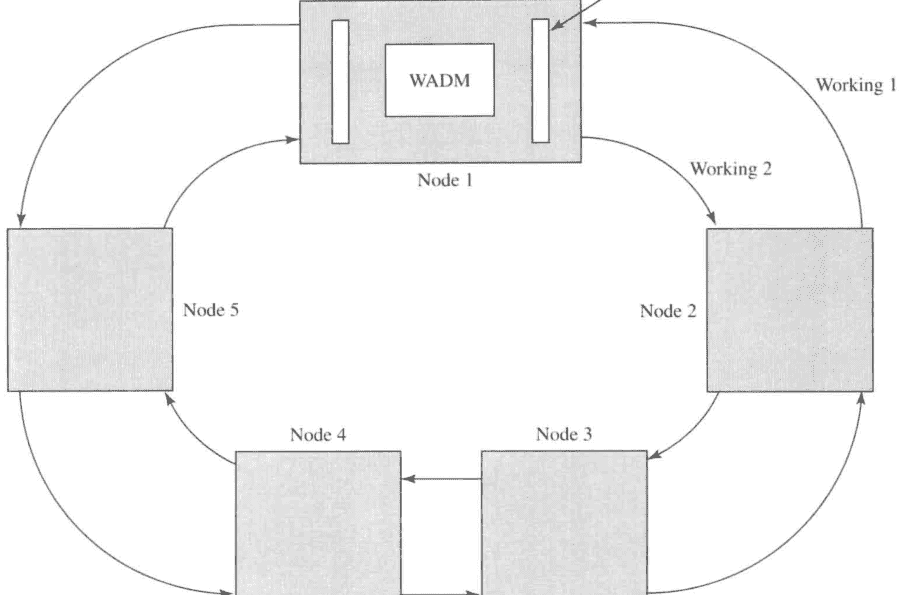 WADM
Working 1
Node 1
Working 2
Node 5
Node 2
Node 4
Node 3